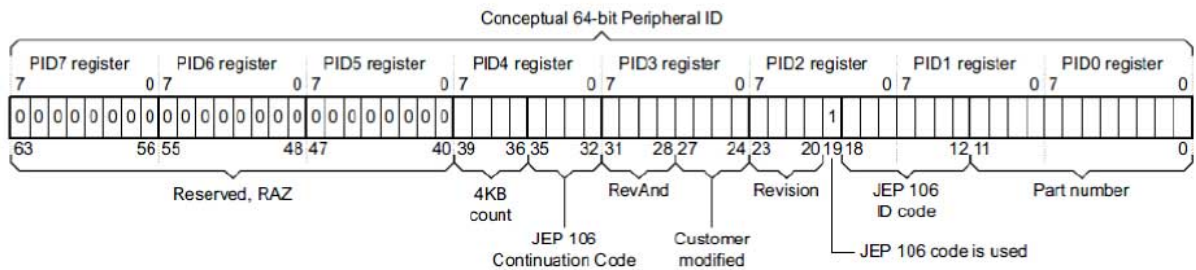 Conceptual 64-bit Peripheral ID
PID7 register PID6 register PID5 register PID4 register PID3 register PID2 register PID1 register PID0 register
7 0 7 0 7 0 7 0 7 0 7 0 7 0 7 0
0 0 0 0 0 0 0 0 0 0 0 0 0 0 0 0 0 0 0 0 0 0 0 0 1
63 56 55 48 47 40 39 36 35 32 31 28 27 24 23 20 19 18 12 11 0
Reserved, RAZ 4KB count RevAnd Revision JEP 106 ID code Part number
JEP 106 Continuation Code Customer modified JEP 106 code is used